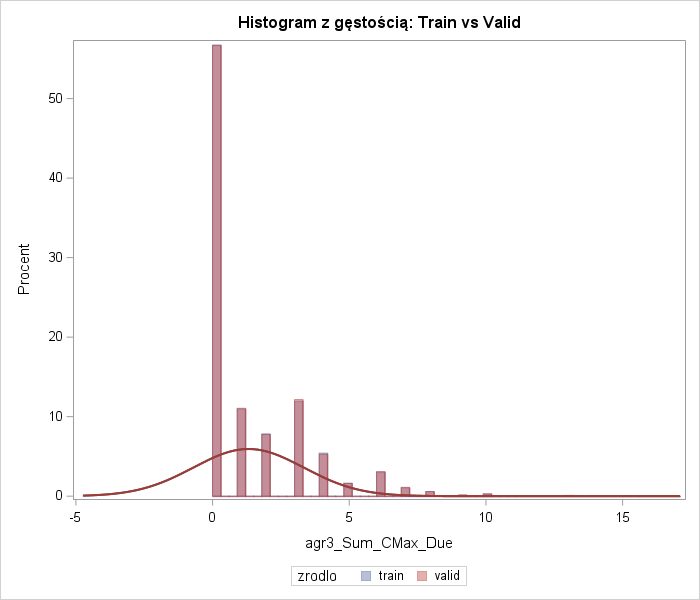 Histogram z gęstością: Train vs Valid
Procent
50
40
30
20
10
0
-5
0
5
10
15
agr3_Sum_CMax_Due
zrodlo train valid